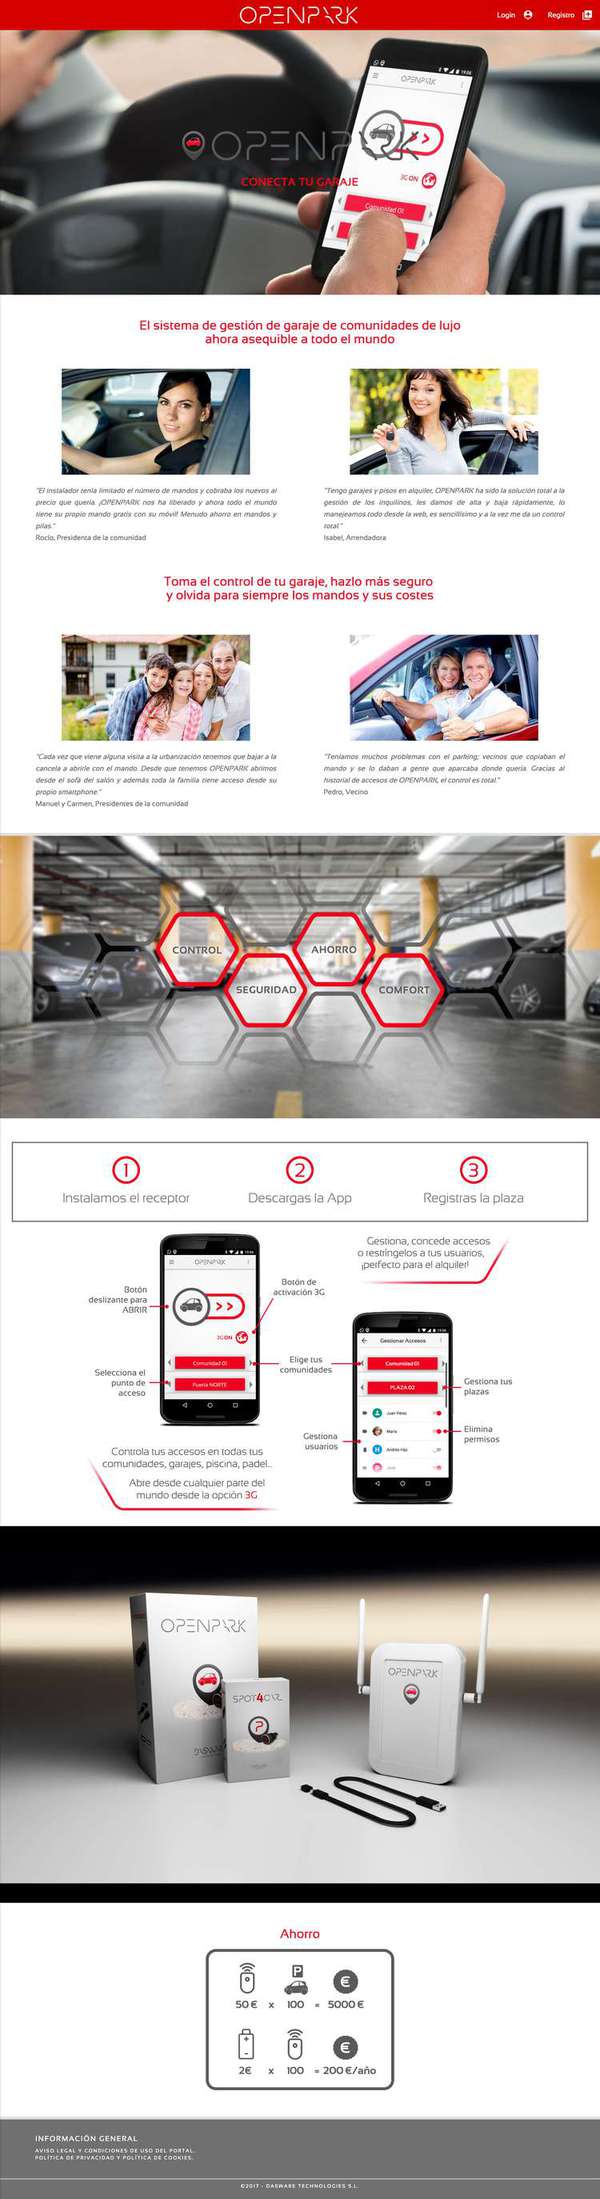 OPENPARK
Login
Registro
OPENPARK
CONECTA TU GARAJE
19:06
OPENPARK
3G ON
Comunidad 01
El sistema de gestión de garaje de comunidades de lujo
ahora asequible a todo el mundo
"El instalador tenía limitado el número de mandos y cobraba los nuevos al
precio que quería. ¡OPENPARK nos ha liberado y ahora todo el mundo
tiene su propio mando gratis con su móvil! Menudo ahorro en mandos y
pilas."
Rocío, Presidenta de la comunidad
"Tengo garajes y pisos en alquiler, OPENPARK ha sido la solución total a la
gestión de los inquilinos, les damos de alta y baja rápidamente, lo
manejeamos todo desde la web, es sencillísimo y a la vez me da un control
total."
Isabel, Arrendadora
Toma el control de tu garaje, hazlo más seguro
y olvida para siempre los mandos y sus costes
"Cada vez que viene alguna visita a la urbanización tenemos que bajar a la
cancela a abrirle con el mando. Desde que tenemos OPENPARK abrimos
desde el sofá del salón y además toda la familia tiene acceso desde su
propio smartphone."
Manuel y Carmen, Presidentes de la comunidad
"Teníamos muchos problemas con el parking; vecinos que copiaban el
mando y se lo daban a gente que aparcaba donde quería. Gracias al
historial de accesos de OPENPARK, el control es total."
Pedro, Vecino
CONTROL
AHORRO
SEGURIDAD
COMFORT
1
2
3
Instalamos el receptor
Descargas la App
Registras la plaza
Gestiona, concede accesos
o restríngelos a tus usuarios,
¡perfecto para el alquiler!
OPENPARK
3G ON
Comunidad 01
Puerta NORTE
Botón
deslizante para
ABRIR
Botón de
activación 3G
Selecciona el
punto de
acceso
Elige tus
comunidades
Gestionar Accesos
Comunidad 01
PLAZA 02
Juan Pérez
María
Andrés Haz
Gestiona tus
plazas
Gestiona
usuarios
Elimina
permisos
Controla tus accesos en todas tus
comunidades, garajes, piscina, padel..
Abre desde cualquier parte del
mundo desde la opción 3G
OPENPARK
SPOT4CAR
P
OPENPARK
Ahorro
P
€
50 € x 100 = 5000 €
€
2€ x 100 = 200 €/año
INFORMACIÓN GENERAL
AVISO LEGAL Y CONDICIONES DE USO DEL PORTAL.
POLÍTICA DE PRIVACIDAD Y POLÍTICA DE COOKIES.
©2017 - DASWARE TECHNOLOGIES S.L.